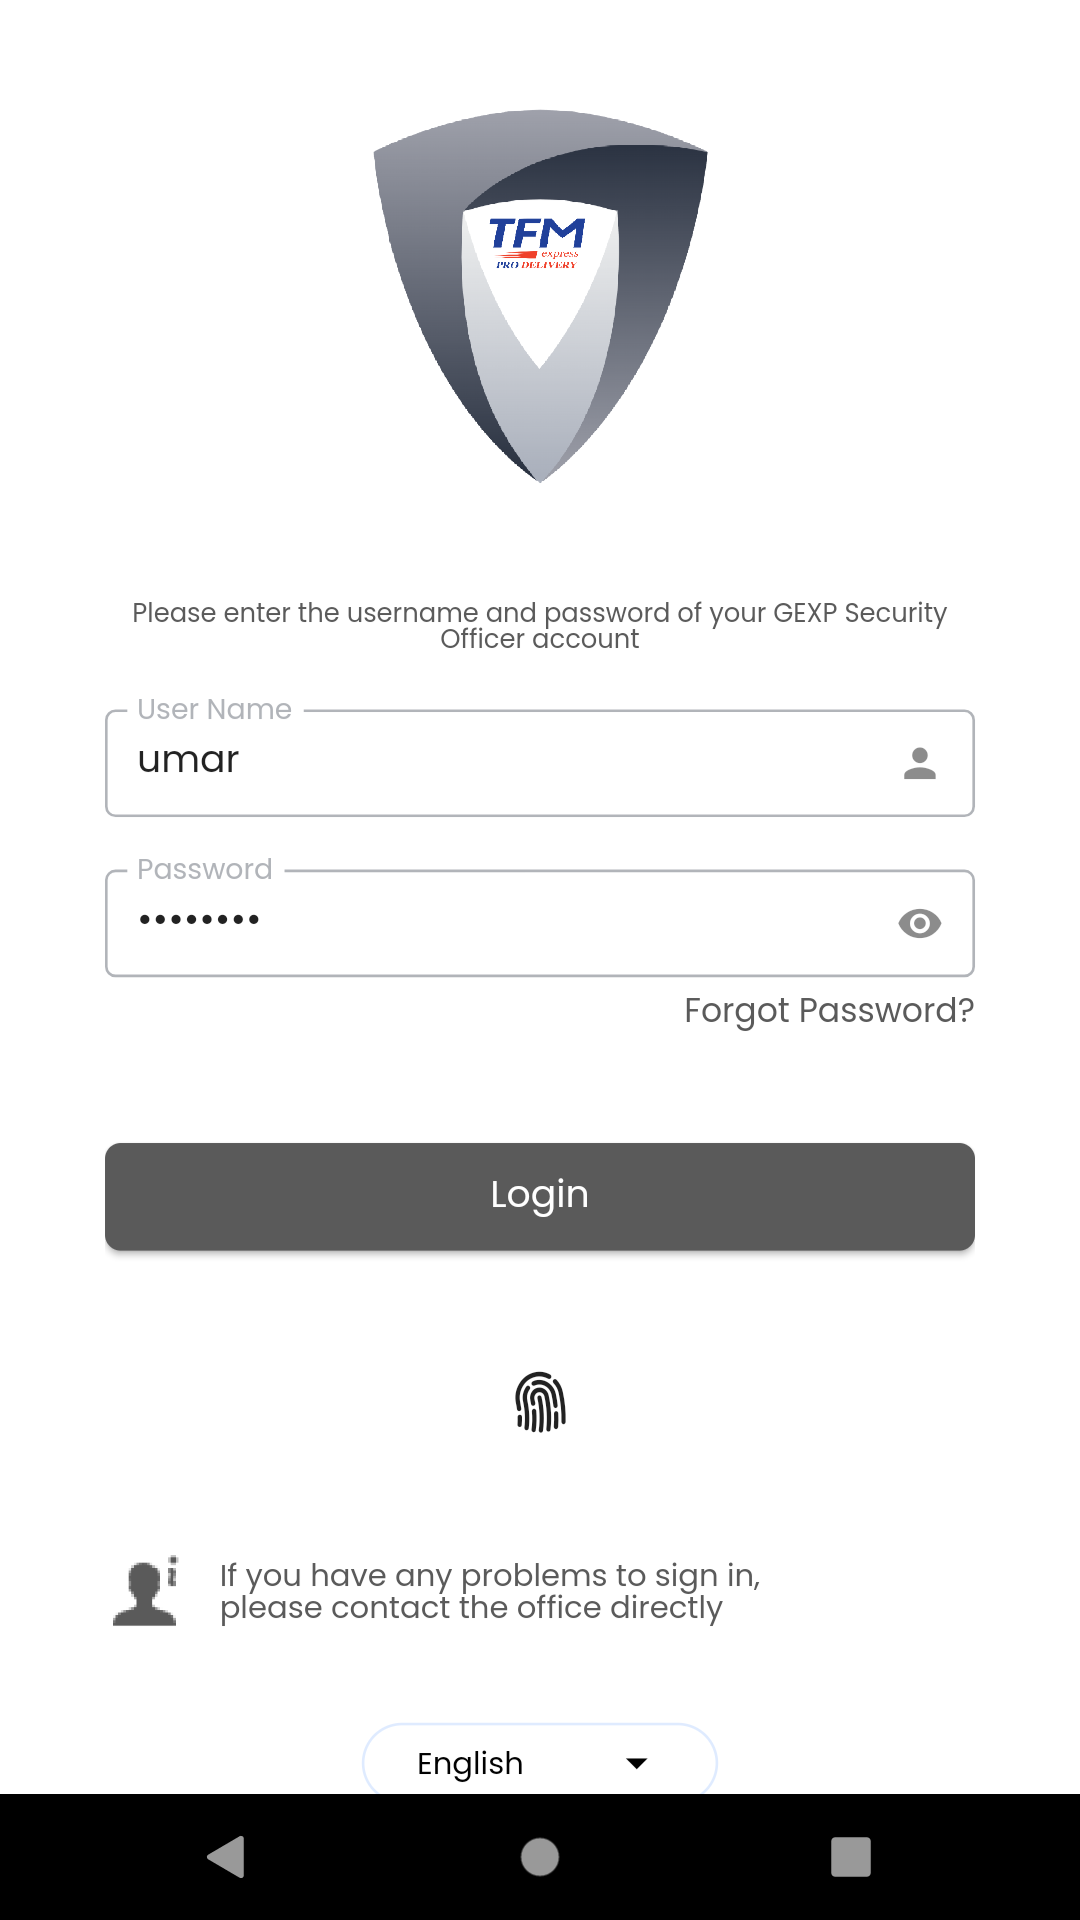 TFM
express
PRO DELIVERY
Please enter the username and password of your GEXP Security
Officer account
User Name
umar
Password
••••••••
Forgot Password?
Login
If you have any problems to sign in,
please contact the office directly
English